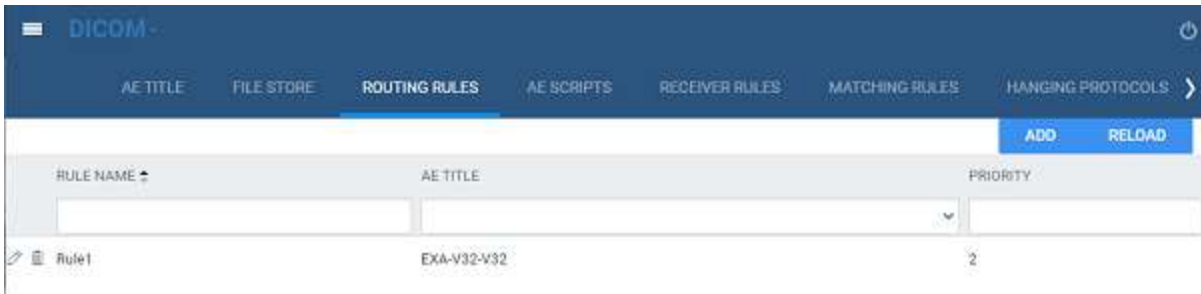 DICOM
AE TITLE FILE STORE ROUTING RULES AE SCRIPTS RECEIVER RULES MATCHING RULES HANGING PROTOCOLS
ADD RELOAD
RULE NAME AE TITLE PRIORITY
Rule1 EXA-V32-V32 2